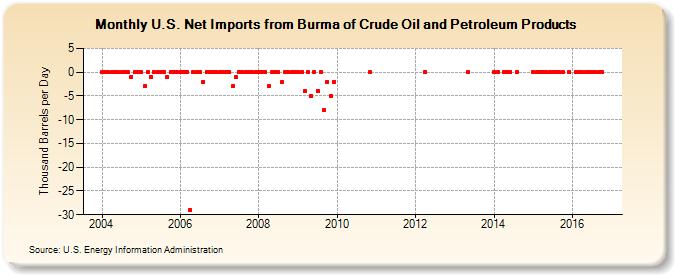 Monthly U.S. Net Imports from Burma of Crude Oil and Petroleum Products
Thousand Barrels per Day
5
0
-5
-10
-15
-20
-25
-30
2004 2006 2008 2010 2012 2014 2016
Source: U.S. Energy Information Administration